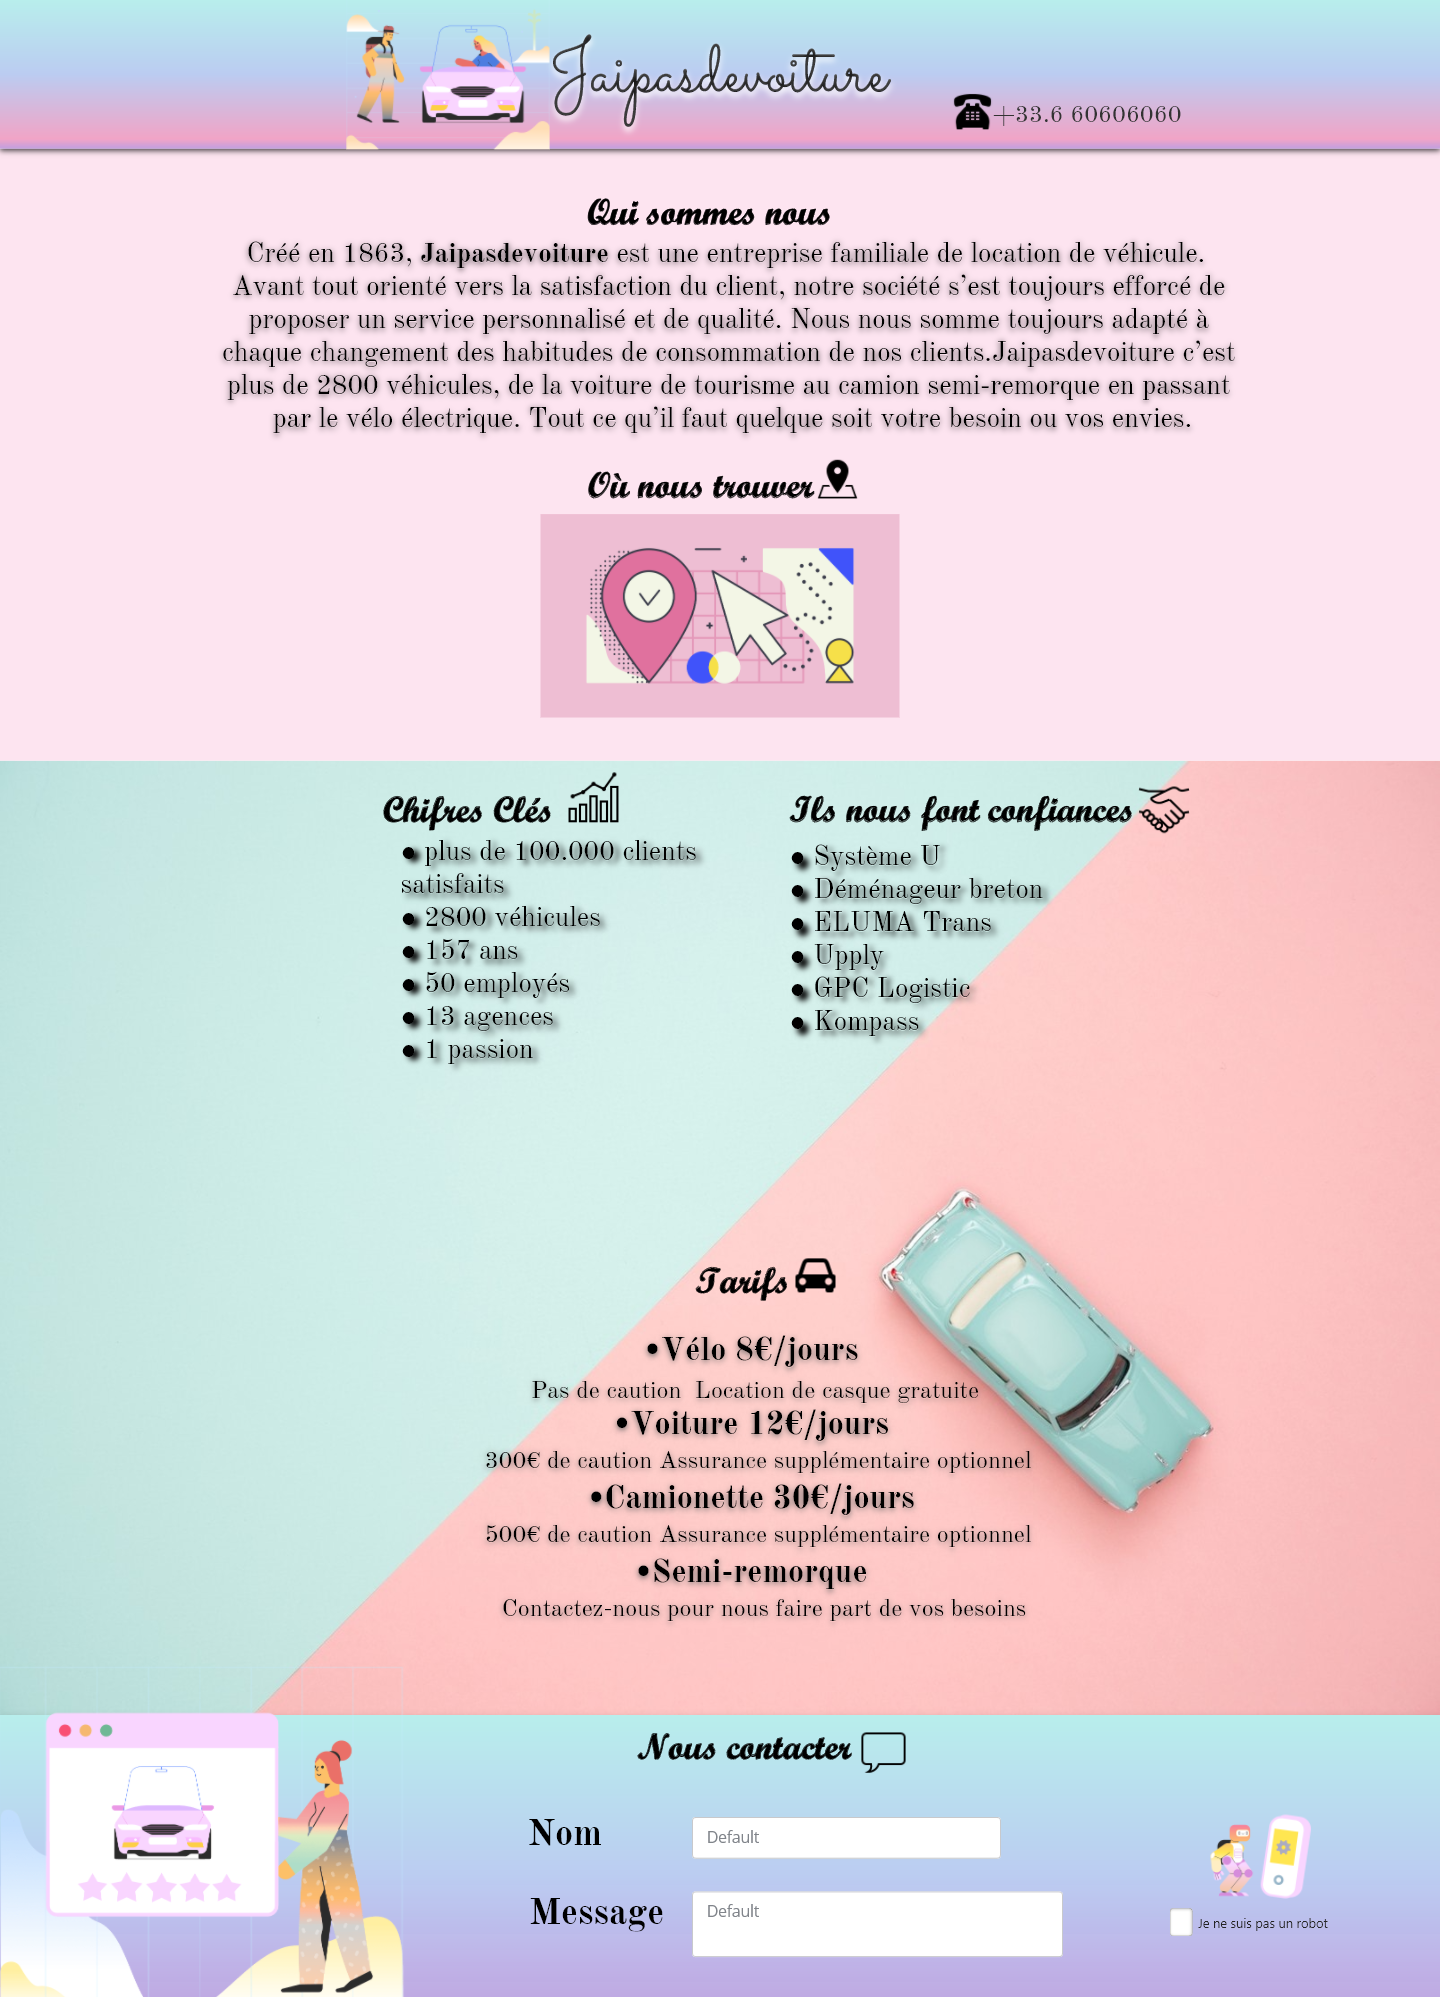 Jaipasdevoiture
+33.6 60606060
Qui sommes nous
Créé en 1863, Jaipasdevoiture est une entreprise familiale de location de véhicule.
Avant tout orienté vers la satisfaction du client, notre société s’est toujours efforcé de
proposer un service personnalisé et de qualité. Nous nous somme toujours adapté à
chaque changement des habitudes de consommation de nos clients.Jaipasdevoiture c’est
plus de 2800 véhicules, de la voiture de tourisme au camion semi-remorque en passant
par le vélo électrique. Tout ce qu’il faut quelque soit votre besoin ou vos envies.
Où nous trouver
Chifres Clés
● plus de 100.000 clients
satisfaits
● 2800 véhicules
● 157 ans
● 50 employés
● 13 agences
● 1 passion
Ils nous font confiances
● Système U
● Déménageur breton
● ELUMA Trans
● Upply
● GPC Logistic
● Kompass
Tarifs
•Vélo 8€/jours
Pas de caution  Location de casque gratuite
•Voiture 12€/jours
300€ de caution Assurance supplémentaire optionnel
•Camionette 30€/jours
500€ de caution Assurance supplémentaire optionnel
•Semi-remorque
Contactez-nous pour nous faire part de vos besoins
Nous contacter
Nom
Default
Message
Default
Je ne suis pas un robot